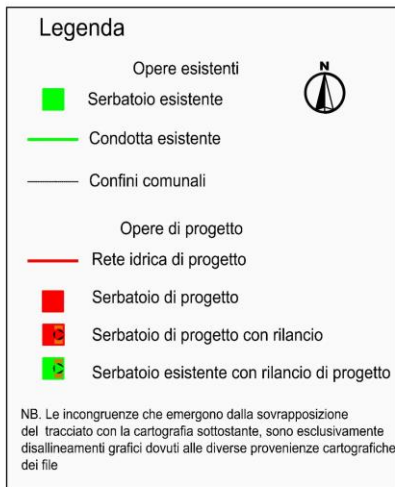 Legenda
N
Opere esistenti
Serbatoio esistente
Condotta esistente
Confini comunali
Opere di progetto
Rete idrica di progetto
Serbatoio di progetto
Serbatoio di progetto con rilancio
Serbatoio esistente con rilancio di progetto
NB. Le incongruenze che emergono dalla sovrapposizione
del tracciato con la cartografia sottostante, sono esclusivamente
disallineamenti grafici dovuti alle diverse provenienze cartografiche
dei file